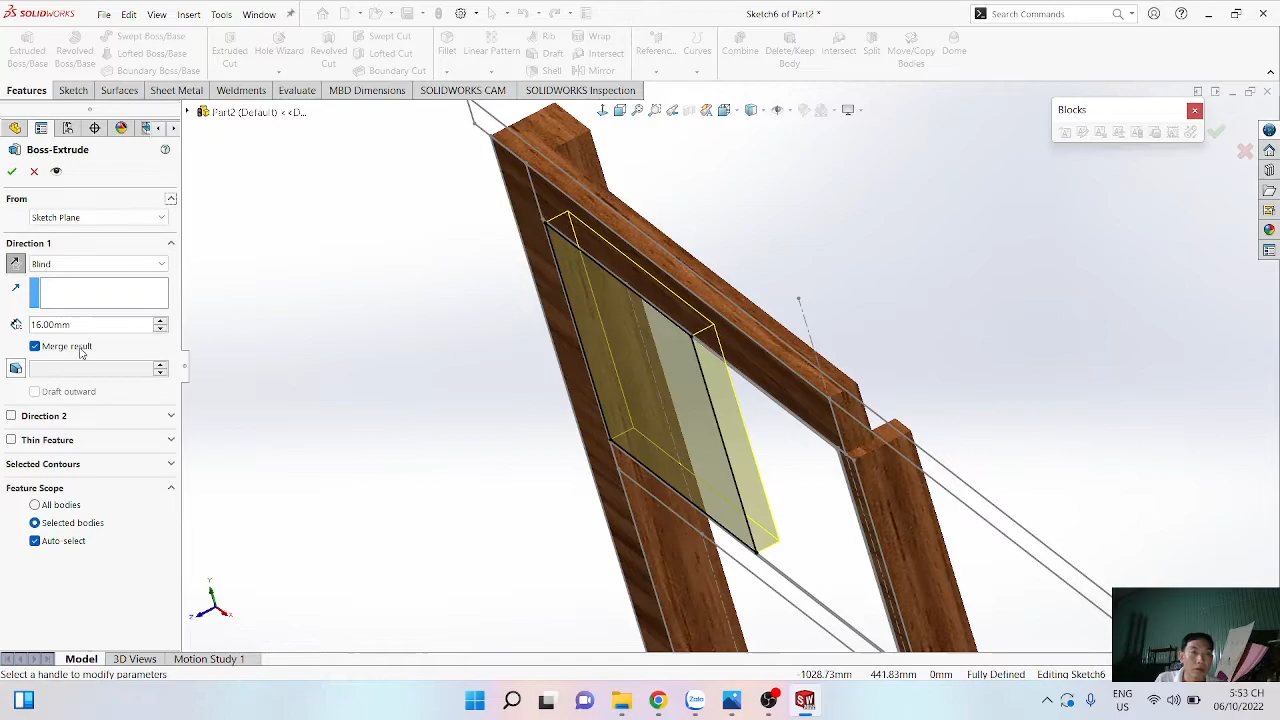 SOLIDWORKS File Edit View Insert Tools Window Sketch6 of Part2 * Search Commands
Extruded Boss/Base Revolved Boss/Base Swept Boss/Base Lofted Boss/Base Boundary Boss/Base Extruded Cut Hole Wizard Revolved Cut Swept Cut Lofted Cut Boundary Cut Fillet Linear Pattern Rib Draft Shell Wrap Intersect Mirror Referenc... Curves Combine Delete/Keep Body Intersect Split Move/Copy Bodies Dome
Features Sketch Surfaces Sheet Metal Weldments Evaluate MBD Dimensions SOLIDWORKS CAM SOLIDWORKS Inspection
Part2 (Default) < (D...
Blocks
Boss-Extrude
From
Sketch Plane
Direction 1
Blind
16.00mm
Merge result
Draft outward
Direction 2
Thin Feature
Selected Contours
Feature Scope
All bodies
Selected bodies
Auto-select
Y
Z
X
Model 3D Views Motion Study 1
Select a handle to modify parameters -1028.73mm 441.83mm 0mm Fully Defined Editing Sketch6
Zalo
SW
ENG
US
3:33 CH
06/10/2022